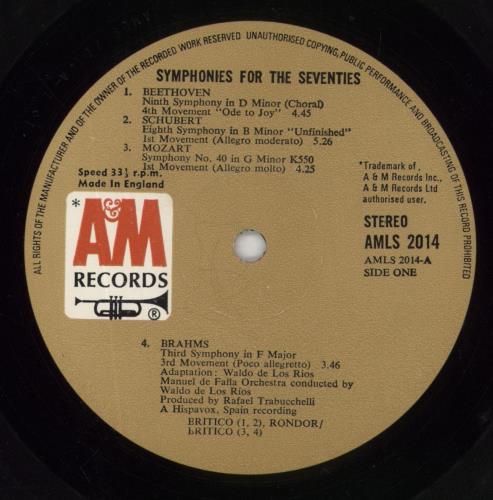 ALL RIGHTS OF THE MANUFACTURER AND OF THE OWNER OF THE RECORDED WORK RESERVED UNAUTHORISED COPYING, PUBLIC PERFORMANCE AND BROADCASTING OF THIS RECORD PROHIBITED
SYMPHONIES FOR THE SEVENTIES
1. BEETHOVEN
Ninth Symphony in D Minor (Choral)
4th Movement "Ode to Joy" 4.45
2. SCHUBERT
Eighth Symphony in B Minor "Unfinished"
1st Movement (Allegro moderato) 5.26
3. MOZART
Symphony No. 40 in G Minor K550
1st Movement (Allegro molto) 4.25
Speed 33⅓ r.p.m.
Made In England
*Trademark of
A & M Records Inc.,
A & M Records Ltd
authorised user.
STEREO
AMLS 2014
AMLS 2014-A
SIDE ONE
*
A&M
RECORDS
®
4. BRAHMS
Third Symphony in F Major
3rd Movement (Poco allegretto) 3.46
Adaptation: Waldo de Los Rios
Manuel de Falla Orchestra conducted by
Waldo de Los Rios
Produced by Rafael Trabucchelli
A Hispavox, Spain recording
BRITICO (1, 2), RONDOR/
BRITICO (3, 4)